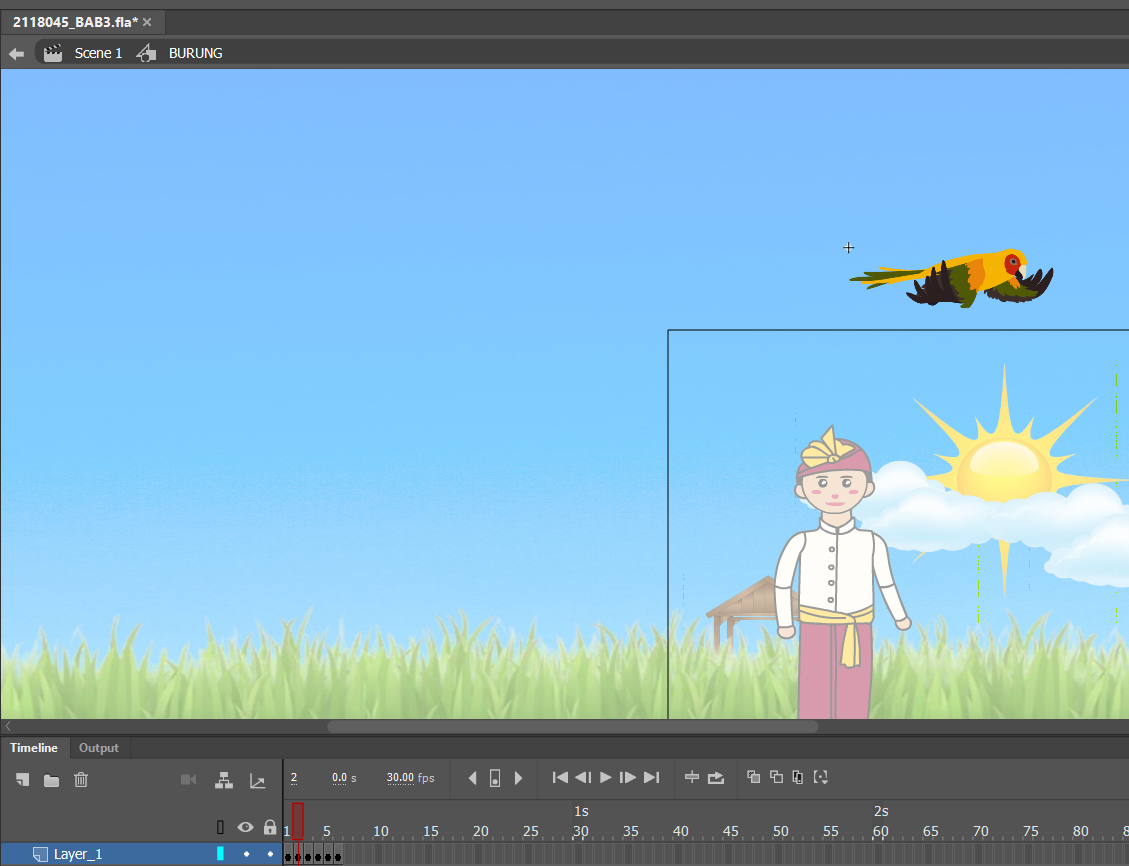 2118045_BAB3.fla* ×
Scene 1 BURUNG
Timeline Output
2 0.0 s 30.00 fps
1s 2s
1 5 10 15 20 25 30 35 40 45 50 55 60 65 70 75 80 8
Layer_1